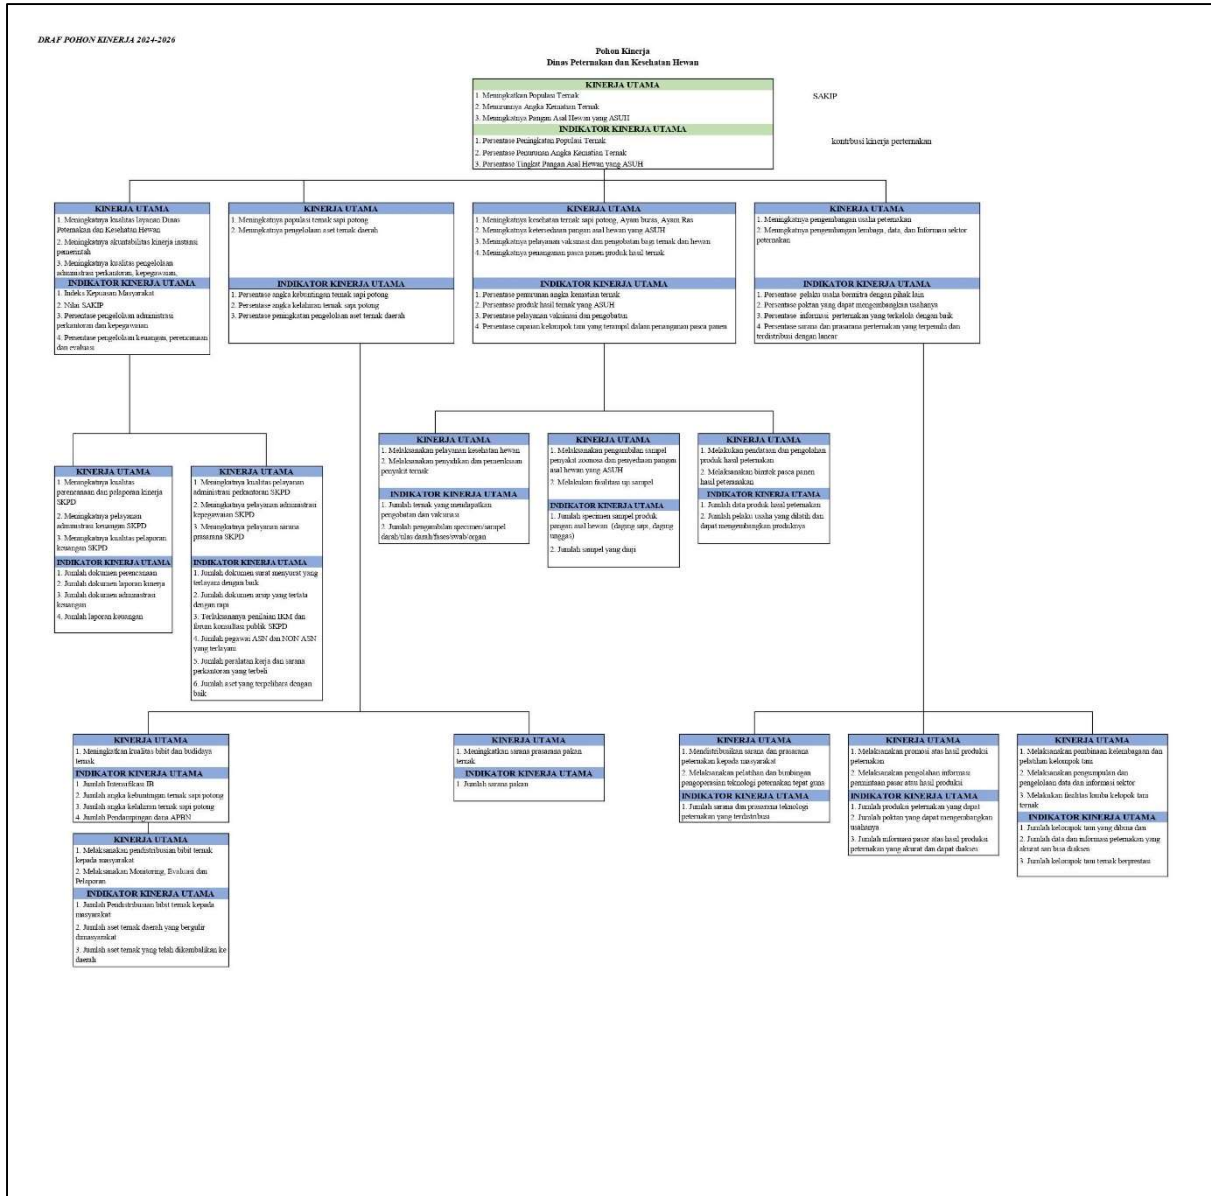 DRAF POHON KINERJA 2024-2026
Pohon Kinerja
Dinas Peternakan dan Kesehatan Hewan
KINERJA UTAMA
1. Meningkatkan Populasi Ternak
2. Menurunnya Angka Kematian Ternak
3. Meningkatnya Pangan Asal Hewan yang ASUH
INDIKATOR KINERJA UTAMA
1. Persentase Peningkatan Populasi Ternak
2. Persentase Penurunan Angka Kematian Ternak
3. Persentase Tingkat Pangan Asal Hewan yang ASUH
SAKIP
kontribusi kinerja perternakan
KINERJA UTAMA
1. Meningkatnya kualitas layanan Dinas
Peternakan dan Kesehatan Hewan
2. Meningkatnya akuntabilitas kinerja instansi
pemerintah
3. Meningkatnya kualitas pengelolaan
administrasi perkantoran, kepegawaian,
INDIKATOR KINERJA UTAMA
1. Indeks Kepuasan Masyarakat
2. Nilai SAKIP
3. Persentase pengelolaan administrasi
perkantoran dan kepegawaian
4. Persentase pengelolaan keuangan, perencanaan
dan evaluasi
KINERJA UTAMA
1. Meningkatnya populasi ternak sapi potong
2. Meningkatnya pengelolaan aset ternak daerah
INDIKATOR KINERJA UTAMA
1. Persentase angka kebuntingan ternak sapi potong
2. Persentase angka kelahiran ternak sapi potong
3. Persentase peningkatan pengelolaan aset ternak daerah
KINERJA UTAMA
1. Meningkatnya kesehatan ternak sapi potong, Ayam buras, Ayam Ras
2. Meningkatnya ketersediaan pangan asal hewan yang ASUH
3. Meningkatnya pelayanan vaksinasi dan pengobatan bagi ternak dan hewan
4. Meningkatnya penanganan pasca panen produk hasil ternak
INDIKATOR KINERJA UTAMA
1. Persentase penurunan angka kematian ternak
2. Persentase produk hasil ternak yang ASUH
3. Persentase pelayanan vaksinasi dan pengobatan
4. Persentase capaian kelompok tani yang terampil dalam penanganan pasca panen
KINERJA UTAMA
1. Meningkatnya pengembangan usaha peternakan
2. Meningkatnya pengembangan lembaga, data, dan Informasi sektor
peternakan
INDIKATOR KINERJA UTAMA
1. Persentase pelaku usaha bermitra dengan pihak lain
2. Persentase poktan yang dapat mengembangkan usahanya
3. Persentase informasi perternakan yang terkelola dengan baik
4. Persentase sarana dan prasarana perternakan yang terpenuhi dan
terdistribusi dengan lancar
KINERJA UTAMA
1. Meningkatnya kualitas
perencanaan dan pelaporan kinerja
SKPD
2. Meningkatnya pelayanan
administrasi keuangan SKPD
3. Meningkatnya kualitas pelaporan
keuangan SKPD
INDIKATOR KINERJA UTAMA
1. Jumlah dokumen perencanaan
2. Jumlah dokumen laporan kinerja
3. Jumlah dokumen administrasi
keuangan
4. Jumlah laporan keuangan
KINERJA UTAMA
1. Meningkatnya kualitas pelayanan
administrasi perkantoran SKPD
2. Meningkatnya pelayanan administrasi
kepegawaian SKPD
3. Meningkatnya pelayanan sarana
prasarana SKPD
INDIKATOR KINERJA UTAMA
1. Jumlah dokumen surat menyurat yang
terlayani dengan baik
2. Jumlah dokumen arsip yang tertata
dengan rapi
3. Terlaksananya penilaian IKM dan
forum konsultasi publik SKPD
4. Jumlah pegawai ASN dan NON ASN
yang terlayani
5. Jumlah peralatan kerja dan sarana
perkantoran yang terbeli
6. Jumlah aset yang terpelihara dengan
baik
KINERJA UTAMA
1. Melaksanakan pelayanan kesehatan hewan
2. Melaksanakan penyidikan dan pemeriksaan
penyakit ternak
INDIKATOR KINERJA UTAMA
1. Jumlah ternak yang mendapatkan
pengobatan dan vaksinasi
2. Jumlah pengambilan specimen/sampel
darah/ulas darah/fases/swab/organ
KINERJA UTAMA
1. Melaksanakan pengambilan sampel
penyakit zoonosa dan penyediaan pangan
asal hewan yang ASUH
2. Melakukan fasilitasi uji sampel
INDIKATOR KINERJA UTAMA
1. Jumlah specimen sampel produk
pangan asal hewan (daging sapi, daging
unggas)
2. Jumlah sampel yang diuji
KINERJA UTAMA
1. Melakukan pendataan dan pengolahan
produk hasil peternakan
2. Melaksanakan bimtek pasca panen
hasil peternakan
INDIKATOR KINERJA UTAMA
1. Jumlah data produk hasil peternakan
2. Jumlah pelaku usaha yang dilatih dan
dapat mengembangkan produknya
KINERJA UTAMA
1. Meningkatkan kualitas bibit dan budidaya
ternak
INDIKATOR KINERJA UTAMA
1. Jumlah Intensifikasi IB
2. Jumlah angka kebuntingan ternak sapi potong
3. Jumlah angka kelahiran ternak sapi potong
4. Jumlah Pendampingan dana APBN
KINERJA UTAMA
1. Melaksanakan pendistribusian bibit ternak
kepada masyarakat
2. Melaksanakan Monitoring, Evaluasi dan
Pelaporan
INDIKATOR KINERJA UTAMA
1. Jumlah Pendistribusian bibit ternak kepada
masyarakat
2. Jumlah aset ternak daerah yang bergulir
dimasyarakat
3. Jumlah aset ternak yang telah dikembalikan ke
daerah
KINERJA UTAMA
1. Meningkatkan sarana prasarana pakan
ternak
INDIKATOR KINERJA UTAMA
1. Jumlah sarana pakan
KINERJA UTAMA
1. Mendistribusikan sarana dan prasarana
peternakan kepada masyarakat
2. Melaksanakan pelatihan dan bimbingan
pengoperasian teknologi peternakan tepat guna
INDIKATOR KINERJA UTAMA
1. Jumlah sarana dan prasarana teknologi
peternakan yang terdistribusi
KINERJA UTAMA
1. Melaksanakan promosi atas hasil produksi
peternakan
2. Melaksanakan pengolahan informasi
permintaan pasar atas hasil produksi
INDIKATOR KINERJA UTAMA
1. Jumlah produksi peternakan yang dapat
2. Jumlah poktan yang dapat mengembangkan
usahanya
3. Jumlah informasi pasar atas hasil produksi
peternakan yang akurat dan dapat diakses
KINERJA UTAMA
1. Melaksanakan pembinaan kelembagaan dan
pelatihan kelompok tani
2. Melaksanakan pengumpulan dan
pengelolaan data dan informasi sektor
3. Melakukan fasilitas lomba kelopok tani
ternak
INDIKATOR KINERJA UTAMA
1. Jumlah kelompok tani yang dibina dan
2. Jumlah data dan informasi peternakan yang
akurat san bisa diakses
3. Jumlah kelompok tani ternak berprestasi